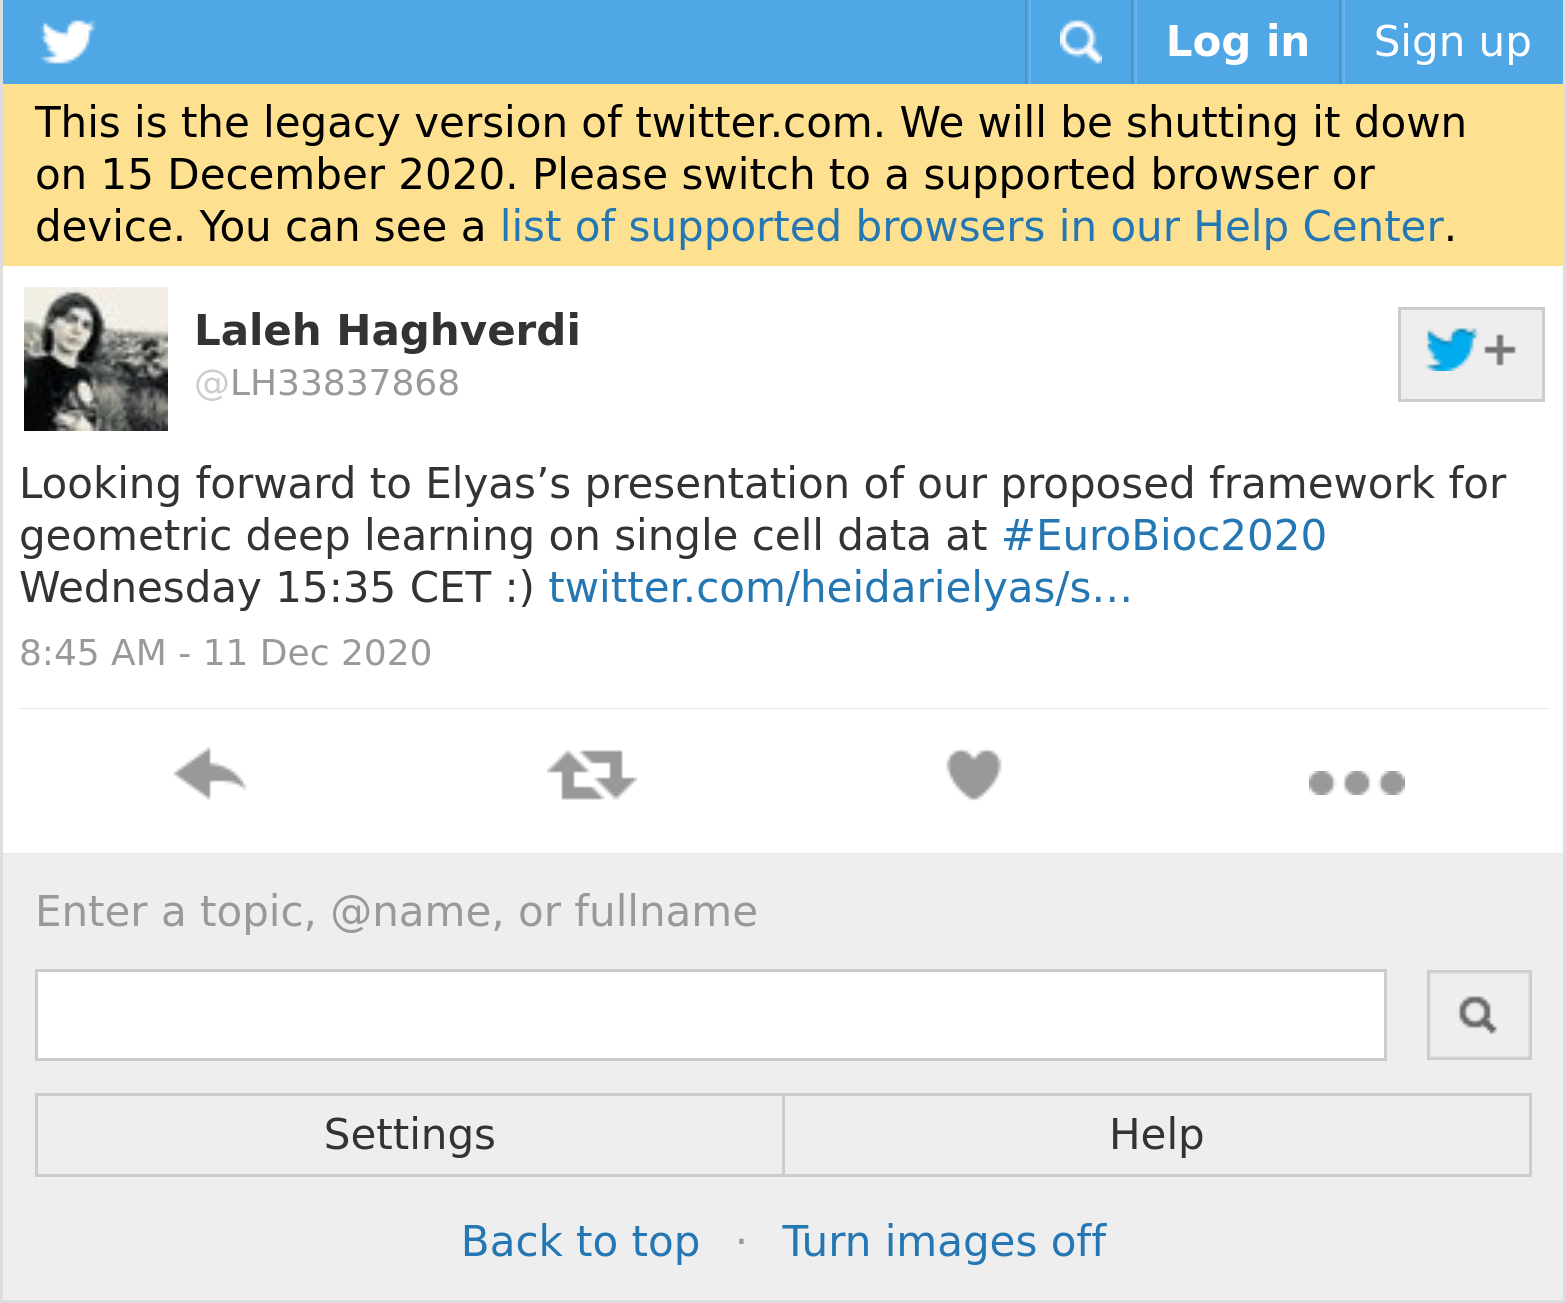 Log in
Sign up
This is the legacy version of twitter.com. We will be shutting it down
on 15 December 2020. Please switch to a supported browser or
device. You can see a list of supported browsers in our Help Center.
Laleh Haghverdi
@LH33837868
+
Looking forward to Elyas’s presentation of our proposed framework for
geometric deep learning on single cell data at #EuroBioc2020
Wednesday 15:35 CET :) twitter.com/heidarielyas/s…
8:45 AM - 11 Dec 2020
Enter a topic, @name, or fullname
Settings
Help
Back to top · Turn images off